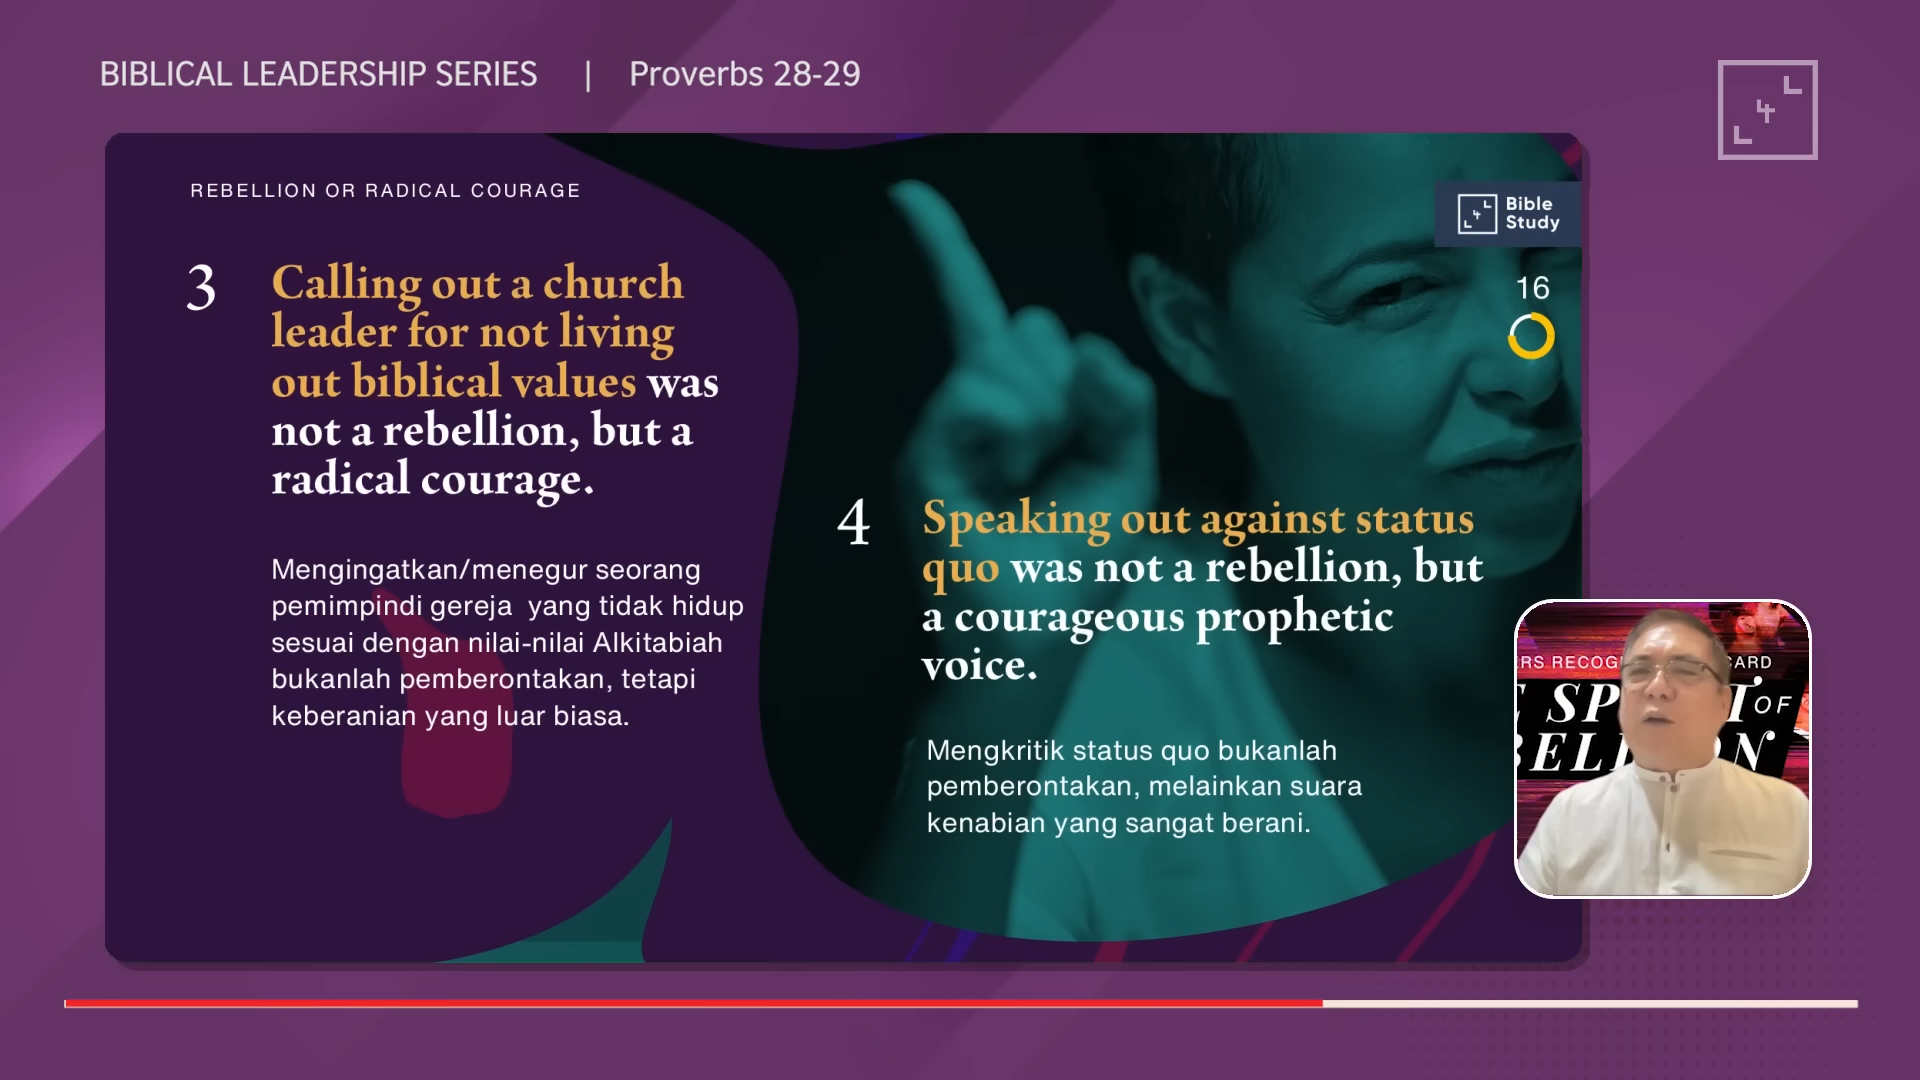 BIBLICAL LEADERSHIP SERIES | Proverbs 28-29
REBELLION OR RADICAL COURAGE
Bible
Study
16
3
Calling out a church
leader for not living
out biblical values was
not a rebellion, but a
radical courage.
Mengingatkan/menegur seorang
pemimpindi gereja yang tidak hidup
sesuai dengan nilai-nilai Alkitabiah
bukanlah pemberontakan, tetapi
keberanian yang luar biasa.
4
Speaking out against status
quo was not a rebellion, but
a courageous prophetic
voice.
Mengkritik status quo bukanlah
pemberontakan, melainkan suara
kenabian yang sangat berani.
OF